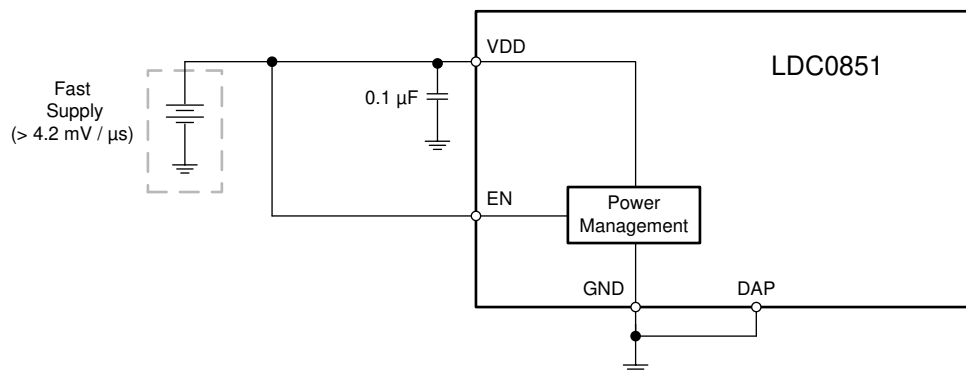 VDD
LDC0851
Fast
Supply
(> 4.2 mV / µs)
0.1 µF
EN
Power
Management
GND
DAP